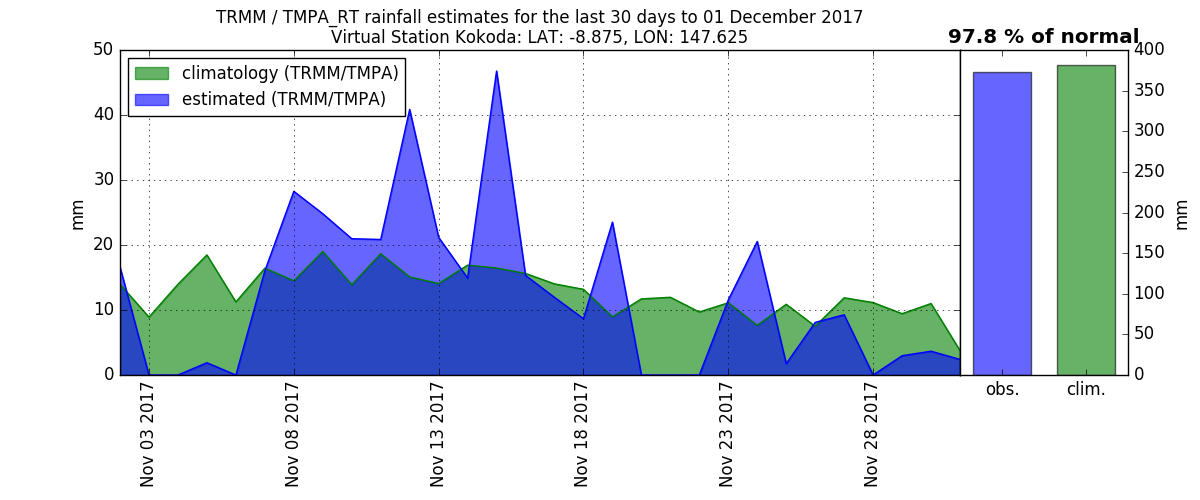 TRMM / TMPA_RT rainfall estimates for the last 30 days to 01 December 2017
Virtual Station Kokoda: LAT: -8.875, LON: 147.625
97.8 % of normal
climatology (TRMM/TMPA)
estimated (TRMM/TMPA)
50
40
30
20
10
0
mm
Nov 03 2017
Nov 08 2017
Nov 13 2017
Nov 18 2017
Nov 23 2017
Nov 28 2017
obs.
clim.
400
350
300
250
200
150
100
50
0
mm